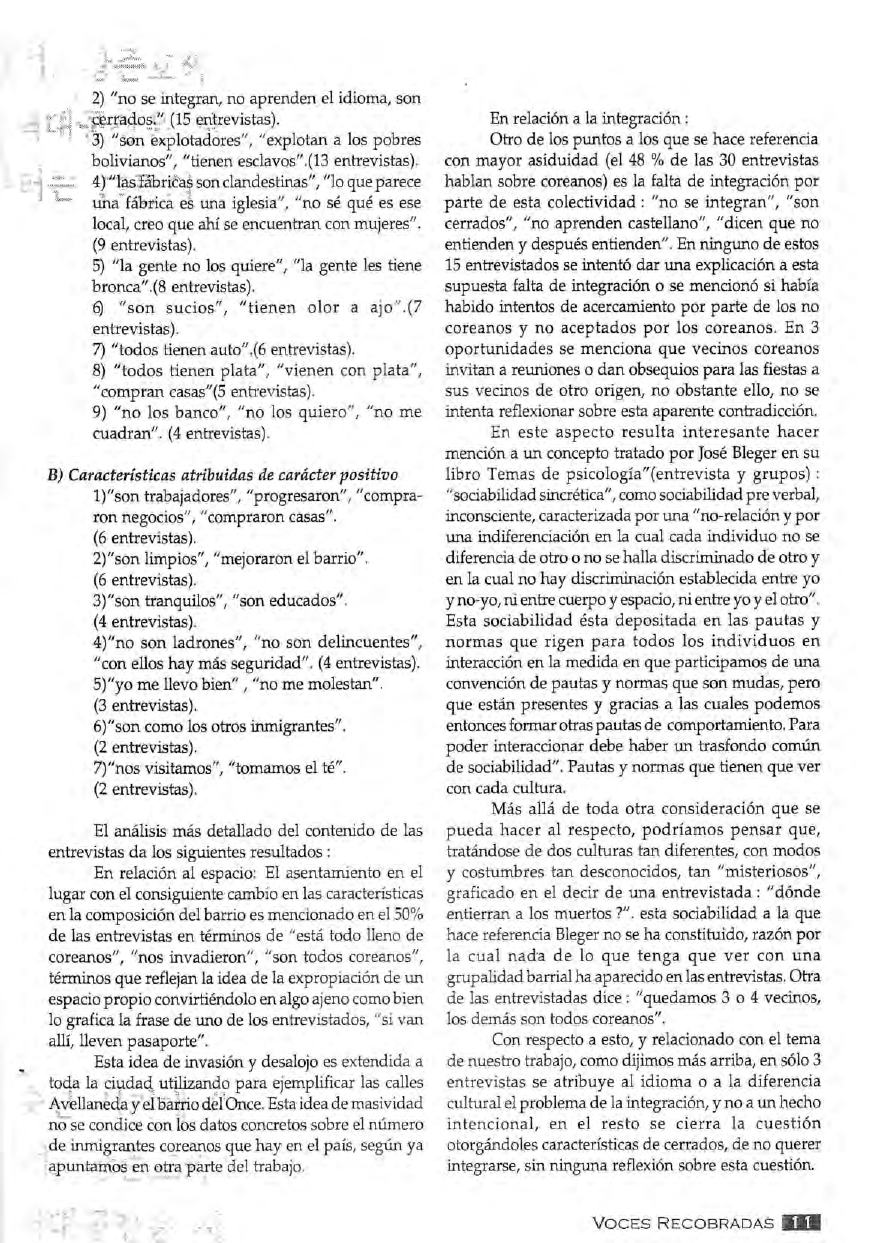 2) "no se integran, no aprenden el idioma, son
cerrados." (15 entrevistas).
3) "son explotadores", "explotan a los pobres
bolivianos", "tienen esclavos".(13 entrevistas).
4)"las fábricas son clandestinas", "lo que parece
una fábrica es una iglesia", "no sé qué es ese
local, creo que ahí se encuentran con mujeres".
(9 entrevistas).
5) "la gente no los quiere", "la gente les tiene
bronca".(8 entrevistas).
6) "son sucios", "tienen olor a ajo".(7
entrevistas).
7) "todos tienen auto".(6 entrevistas).
8) "todos tienen plata", "vienen con plata",
"compran casas"(5 entrevistas).
9) "no los banco", "no los quiero", "no me
cuadran". (4 entrevistas).
B) Características atribuidas de carácter positivo
1)"son trabajadores", "progresaron", "compra-
ron negocios", "compraron casas".
(6 entrevistas).
2)"son limpios", "mejoraron el barrio".
(6 entrevistas).
3)"son tranquilos", "son educados".
(4 entrevistas).
4)"no son ladrones", "no son delincuentes",
"con ellos hay más seguridad". (4 entrevistas).
5)"yo me llevo bien" , "no me molestan".
(3 entrevistas).
6)"son como los otros inmigrantes".
(2 entrevistas).
7)"nos visitamos", "tomamos el té".
(2 entrevistas).
El análisis más detallado del contenido de las
entrevistas da los siguientes resultados :
En relación al espacio: El asentamiento en el
lugar con el consiguiente cambio en las características
en la composición del barrio es mencionado en el 50%
de las entrevistas en términos de "está todo lleno de
coreanos", "nos invadieron", "son todos coreanos",
términos que reflejan la idea de la expropiación de un
espacio propio convirtiéndolo en algo ajeno como bien
lo grafica la frase de uno de los entrevistados, "si van
allí, lleven pasaporte".
Esta idea de invasión y desalojo es extendida a
toda la ciudad utilizando para ejemplificar las calles
Avellaneda y el barrio del Once. Esta idea de masividad
no se condice con los datos concretos sobre el número
de inmigrantes coreanos que hay en el país, según ya
apuntamos en otra parte del trabajo.
En relación a la integración :
Otro de los puntos a los que se hace referencia
con mayor asiduidad (el 48 % de las 30 entrevistas
hablan sobre coreanos) es la falta de integración por
parte de esta colectividad : "no se integran", "son
cerrados", "no aprenden castellano", "dicen que no
entienden y después entienden". En ninguno de estos
15 entrevistados se intentó dar una explicación a esta
supuesta falta de integración o se mencionó si había
habido intentos de acercamiento por parte de los no
coreanos y no aceptados por los coreanos. En 3
oportunidades se menciona que vecinos coreanos
invitan a reuniones o dan obsequios para las fiestas a
sus vecinos de otro origen, no obstante ello, no se
intenta reflexionar sobre esta aparente contradicción.
En este aspecto resulta interesante hacer
mención a un concepto tratado por José Bleger en su
libro Temas de psicología"(entrevista y grupos) :
"sociabilidad sincrética", como sociabilidad pre verbal,
inconsciente, caracterizada por una "no-relación y por
una indiferenciación en la cual cada individuo no se
diferencia de otro o no se halla discriminado de otro y
en la cual no hay discriminación establecida entre yo
y no-yo, ni entre cuerpo y espacio, ni entre yo y el otro".
Esta sociabilidad ésta depositada en las pautas y
normas que rigen para todos los individuos en
interacción en la medida en que participamos de una
convención de pautas y normas que son mudas, pero
que están presentes y gracias a las cuales podemos
entonces formar otras pautas de comportamiento. Para
poder interaccionar debe haber un trasfondo común
de sociabilidad". Pautas y normas que tienen que ver
con cada cultura.
Más allá de toda otra consideración que se
pueda hacer al respecto, podríamos pensar que,
tratándose de dos culturas tan diferentes, con modos
y costumbres tan desconocidos, tan "misteriosos",
graficado en el decir de una entrevistada : "dónde
entierran a los muertos ?". esta sociabilidad a la que
hace referencia Bleger no se ha constituido, razón por
la cual nada de lo que tenga que ver con una
grupalidad barrial ha aparecido en las entrevistas. Otra
de las entrevistadas dice : "quedamos 3 o 4 vecinos,
los demás son todos coreanos".
Con respecto a esto, y relacionado con el tema
de nuestro trabajo, como dijimos más arriba, en sólo 3
entrevistas se atribuye al idioma o a la diferencia
cultural el problema de la integración, y no a un hecho
intencional, en el resto se cierra la cuestión
otorgándoles características de cerrados, de no querer
integrarse, sin ninguna reflexión sobre esta cuestión.
VOCES RECOBRADAS 11